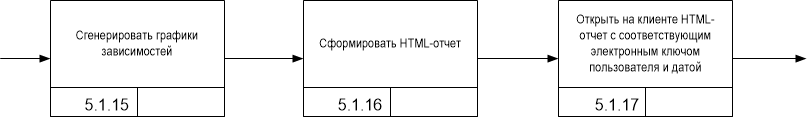 Сгенерировать графики
зависимостей
5.1.15
Сформировать HTML-отчет
5.1.16
Открыть на клиенте HTML-
отчет с соответствующим
электронным ключом
пользователя и датой
5.1.17